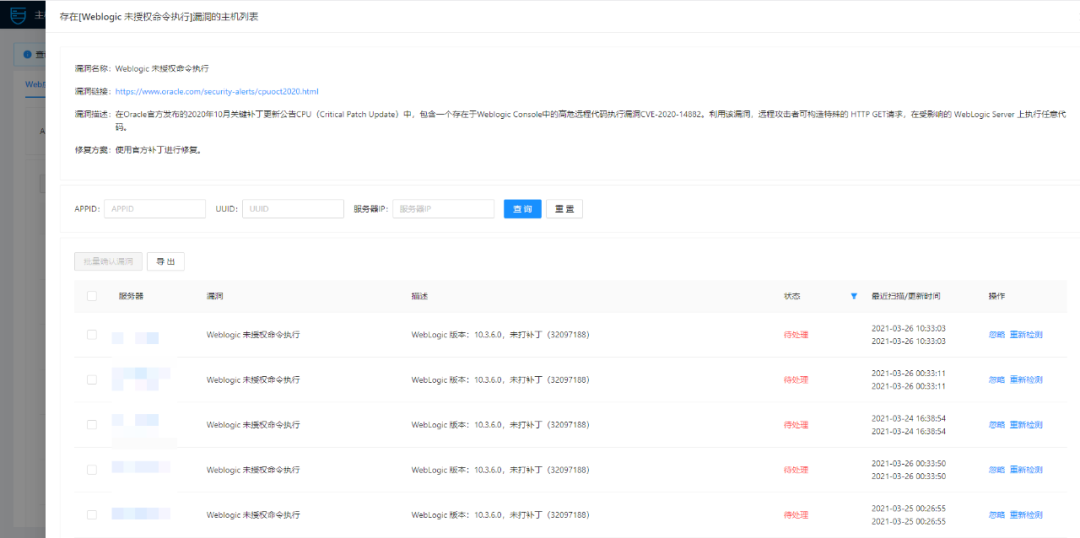 主
存在[Weblogic 未授权命令执行]漏洞的主机列表
漏洞名称：Weblogic 未授权命令执行
漏洞链接：https://www.oracle.com/security-alerts/cpuoct2020.html
Web
漏洞描述：在Oracle官方发布的2020年10月关键补丁更新公告CPU（Critical Patch Update）中，包含一个存在于Weblogic Console中的高危远程代码执行漏洞CVE-2020-14882。利用该漏洞，远程攻击者可构造特殊的 HTTP GET请求，在受影响的 WebLogic Server 上执行任意代
码。
A
修复方案：使用官方补丁进行修复。
APPID: APPID UUID: UUID 服务器IP: 服务器IP 查 询 重 置
批量确认漏洞 导 出
服务器 漏洞 描述 状态 最近扫描/更新时间 操作
Weblogic 未授权命令执行 WebLogic 版本：10.3.6.0，未打补丁（32097188） 待处理 2021-03-26 10:33:03 忽略 重新检测
2021-03-26 10:33:03
Weblogic 未授权命令执行 WebLogic 版本：10.3.6.0，未打补丁（32097188） 待处理 2021-03-26 00:33:11 忽略 重新检测
2021-03-26 00:33:11
Weblogic 未授权命令执行 WebLogic 版本：10.3.6.0，未打补丁（32097188） 待处理 2021-03-24 16:38:54 忽略 重新检测
2021-03-24 16:38:54
Weblogic 未授权命令执行 WebLogic 版本：10.3.6.0，未打补丁（32097188） 待处理 2021-03-26 00:33:50 忽略 重新检测
2021-03-26 00:33:50
Weblogic 未授权命令执行 WebLogic 版本：10.3.6.0，未打补丁（32097188） 待处理 2021-03-25 00:26:55 忽略 重新检测
2021-03-25 00:26:55